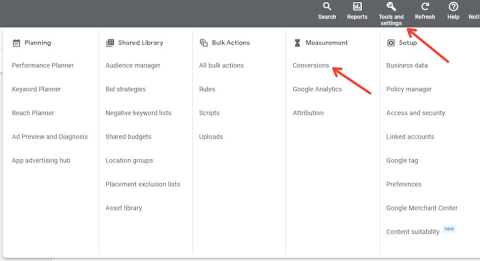 Search
Reports
Tools and settings
Refresh
Help
Noti
Planning
Performance Planner
Keyword Planner
Reach Planner
Ad Preview and Diagnosis
App advertising hub
Shared Library
Audience manager
Bid strategies
Negative keyword lists
Shared budgets
Location groups
Placement exclusion lists
Asset library
Bulk Actions
All bulk actions
Rules
Scripts
Uploads
Measurement
Conversions
Google Analytics
Attribution
Setup
Business data
Policy manager
Access and security
Linked accounts
Google tag
Preferences
Google Merchant Center
Content suitability NEW